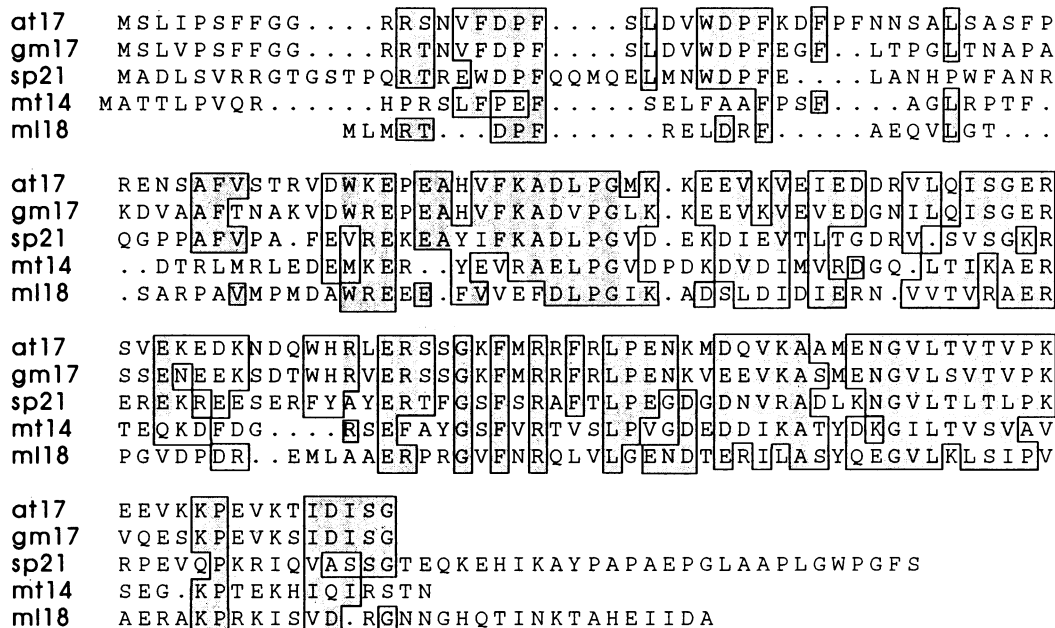 at17 MSLIPSFFGG....RRSNVFDPF.....SLDVWDPFKDFPFNNSALSASFP
gm17 MSLVPSFFGG....RRTNVFDPF.....SLDVWDPFEGF..LTPGLTNAPA
sp21 MADLSVRRGTGSTPQRTREWDPFQQMQELMNWDPFE....LANHPWFANR
mt14 MATTLPVQR......HPRSLFPEF.....SELFAAFPSF....AGLRPTF.
ml18 MLMRT...DPF.....RELDRF.....AEQVLGT...
at17 RENSAFVSTRVDWKEPEAHVFKADLPGMK.KEEVKVEIEDDRVLQISGER
gm17 KDVAAFTNAKVDWREPEAHVFKADVPGLK.KEEVKVEVEDGNILQISGER
sp21 QGPPAFVPA.FEVREKEAYIFKADLPGVD.EKDIEVTLTGDRV.SVSGKR
mt14 ..DTRLMRLEDEMKER..YEVRAELPGVDPDKDVDIMVRDGQ.LTIKAER
ml18 .SARPAVMPMDAWREEE.FVVEFDLPGIK.ADSLDIDIERN.VVTVRAER
at17 SVEKEDKNDQWHRLERSSGKFMRRFRLPENKMDQVKAAMENGVLTVTVPK
gm17 SSENEEKSDTWHRVERSSGKFMRRFRLPENKVEEVKASMENGVLSVTVPK
sp21 EREKREESERFYAYERTFGSFSRAFTLPEGDGDNVRADLKNGVLTLTLPK
mt14 TEQKDFDG....RSEFAYGSFVRTVSLPVGDEDDIKATYDKGILTVSVAV
ml18 PGVDPDR..EMLAAERPRGVFNRQLVLGENDTERILASYQEGVLKLSIPV
at17 EEVKKPEVKTIDISG
gm17 VQESKPEVKSIDISG
sp21 RPEVQPKRIQVASSGTEQKEHIKAYPAPAEPGLAAPLGWPGFS
mt14 SEG.KPTEKHIQIRSTN
ml18 AERAKPRKISVD.RGNNGHQTINKTAHEIIDA